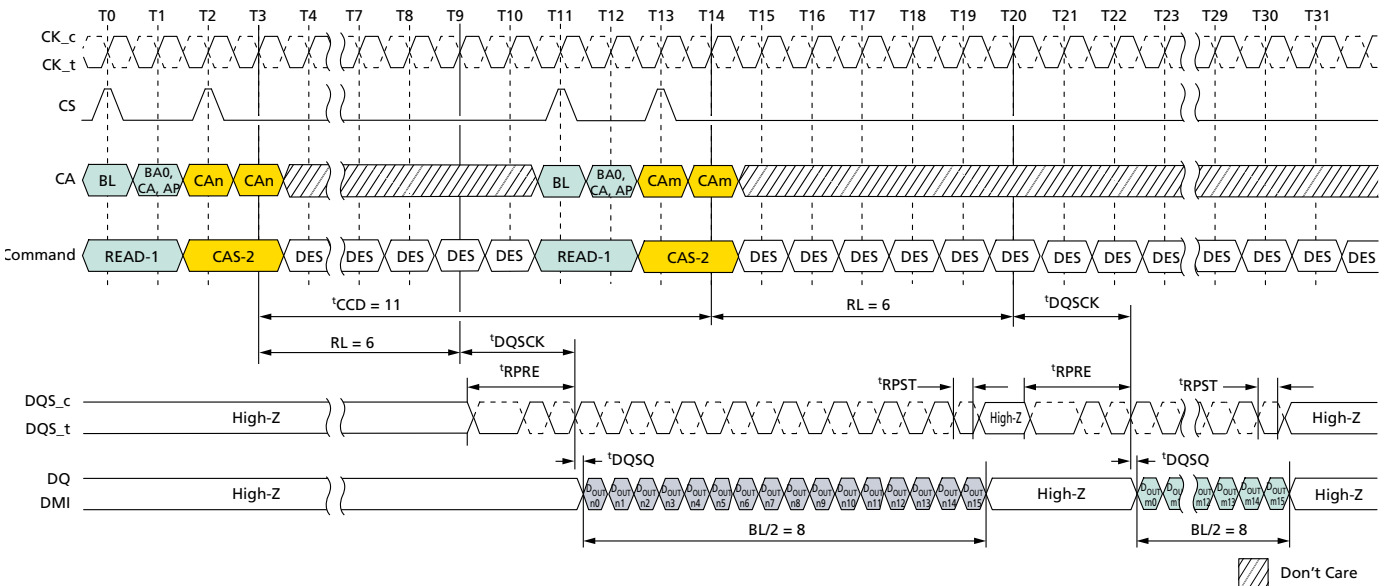 T0 T1 T2 T3 T4 T7 T8 T9 T10 T11 T12 T13 T14 T15 T16 T17 T18 T19 T20 T21 T22 T23 T29 T30 T31
CK_c
CK_t
CS
CA BL BA0, CA, AP CAn CAn BL BA0, CA, AP CAm CAm
Command READ-1 CAS-2 DES DES DES DES DES READ-1 CAS-2 DES DES DES DES DES DES DES DES DES DES DES DES
tCCD = 11 RL = 6 tDQSCK
RL = 6 tDQSCK
tRPRE tRPST tRPRE tRPST
DQS_c
DQS_t
High-Z High-Z High-Z
tDQSQ tDQSQ
DQ
DMI
High-Z DOUT n0 DOUT n1 DOUT n2 DOUT n3 DOUT n4 DOUT n5 DOUT n6 DOUT n7 DOUT n8 DOUT n9 DOUT n10 DOUT n11 DOUT n12 DOUT n13 DOUT n14 DOUT n15 High-Z DOUT m0 DOUT m1 DOUT m12 DOUT m13 DOUT m14 DOUT m15 High-Z
BL/2 = 8 BL/2 = 8
Don't Care